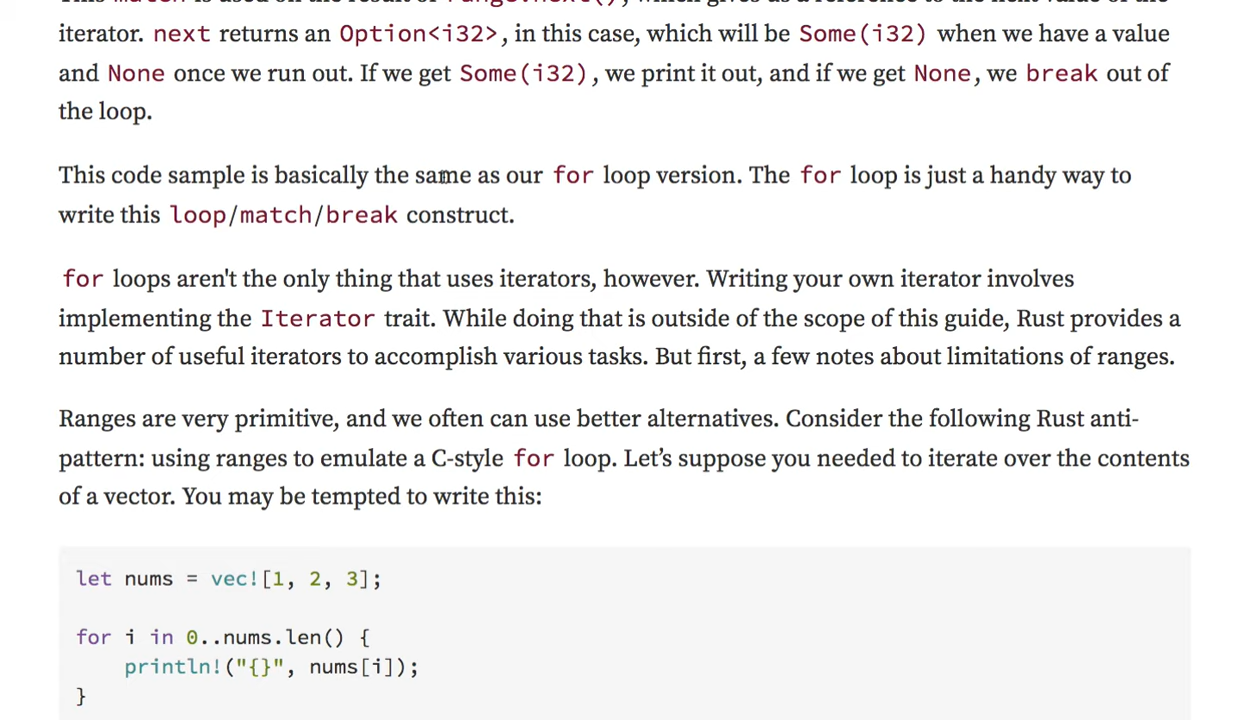 iterator. next returns an Option<i32>, in this case, which will be Some(i32) when we have a value
and None once we run out. If we get Some(i32), we print it out, and if we get None, we break out of
the loop.
This code sample is basically the same as our for loop version. The for loop is just a handy way to
write this loop/match/break construct.
for loops aren't the only thing that uses iterators, however. Writing your own iterator involves
implementing the Iterator trait. While doing that is outside of the scope of this guide, Rust provides a
number of useful iterators to accomplish various tasks. But first, a few notes about limitations of ranges.
Ranges are very primitive, and we often can use better alternatives. Consider the following Rust anti-
pattern: using ranges to emulate a C-style for loop. Let’s suppose you needed to iterate over the contents
of a vector. You may be tempted to write this:
let nums = vec![1, 2, 3];
for i in 0..nums.len() {
    println!("{}", nums[i]);
}